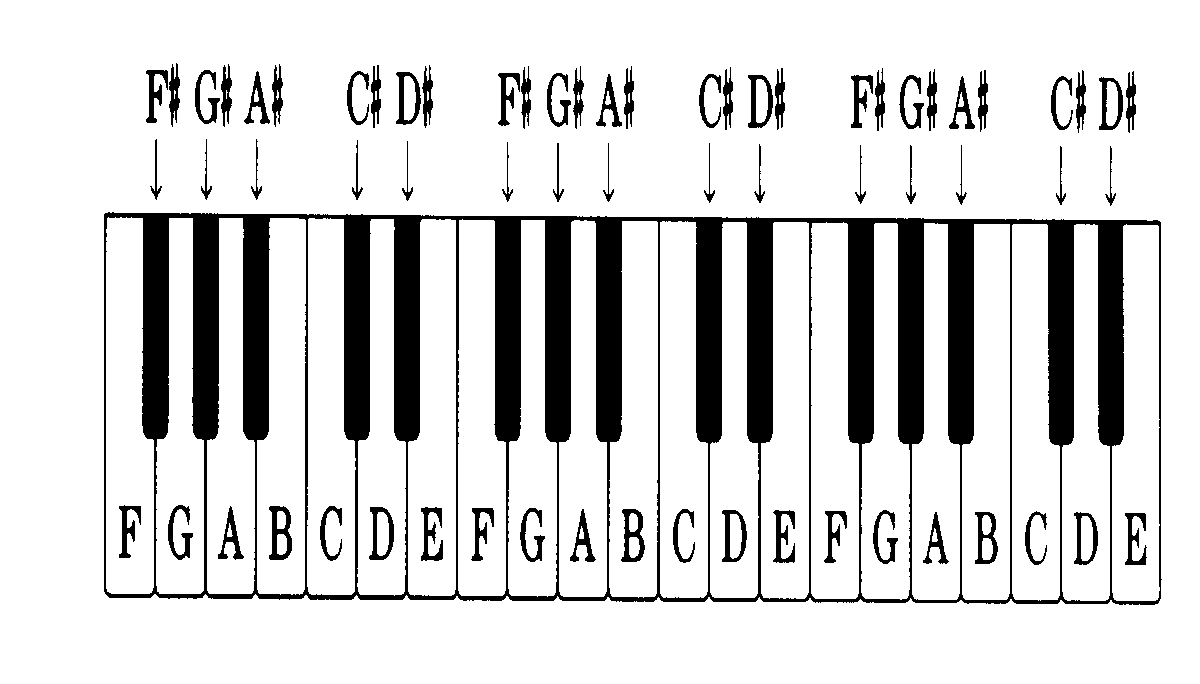 F♯ G♯ A♯ C♯ D♯ F♯ G♯ A♯ C♯ D♯ F♯ G♯ A♯ C♯ D♯
F G A B C D E F G A B C D E F G A B C D E